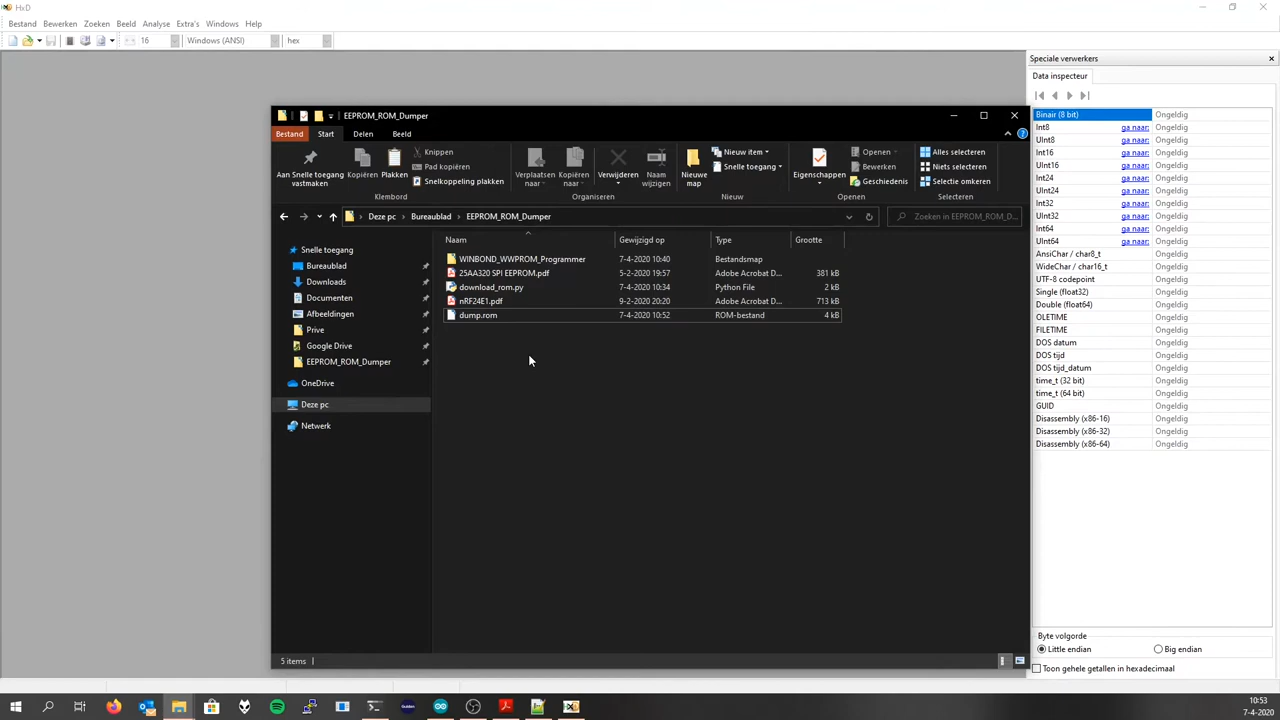 HxD
Bestand Bewerken Zoeken Beeld Analyse Extra's Windows Help
16 Windows (ANSI) hex
Speciale verwerkers
Data inspecteur
Binair (8 bit) Ongeldig
Int8 ga naar: Ongeldig
UInt8 ga naar: Ongeldig
Int16 ga naar: Ongeldig
UInt16 ga naar: Ongeldig
Int24 ga naar: Ongeldig
UInt24 ga naar: Ongeldig
Int32 ga naar: Ongeldig
UInt32 ga naar: Ongeldig
Int64 ga naar: Ongeldig
UInt64 ga naar: Ongeldig
AnsiChar / char8_t Ongeldig
WideChar / char16_t Ongeldig
UTF-8 codepoint Ongeldig
Single (float32) Ongeldig
Double (float64) Ongeldig
OLETIME Ongeldig
FILETIME Ongeldig
DOS datum Ongeldig
DOS tijd Ongeldig
DOS tijd_datum Ongeldig
time_t (32 bit) Ongeldig
time_t (64 bit) Ongeldig
GUID Ongeldig
Disassembly (x86-16) Ongeldig
Disassembly (x86-32) Ongeldig
Disassembly (x86-64) Ongeldig
Byte volgorde
Little endian Big endian
Toon gehele getallen in hexadecimaal
EEPROM_ROM_Dumper
Bestand Start Delen Beeld
Aan Snelle toegang vastmaken
Kopiëren
Plakken
Knippen
Pad kopiëren
Snelkoppeling plakken
Klembord
Verplaatsen naar
Kopiëren naar
Verwijderen
Naam wijzigen
Organiseren
Nieuwe map
Nieuw item
Snelle toegang
Nieuw
Eigenschappen
Openen
Bewerken
Geschiedenis
Openen
Alles selecteren
Niets selecteren
Selectie omkeren
Selecteren
Deze pc > Bureaublad > EEPROM_ROM_Dumper
Zoeken in EEPROM_ROM_D...
Snelle toegang
Bureaublad
Downloads
Documenten
Afbeeldingen
Prive
Google Drive
EEPROM_ROM_Dumper
OneDrive
Deze pc
Netwerk
Naam Gewijzigd op Type Grootte
WINBOND_WWPROM_Programmer 7-4-2020 10:40 Bestandsmap
25AA320 SPI EEPROM.pdf 5-2-2020 19:57 Adobe Acrobat D... 381 kB
download_rom.py 7-4-2020 10:34 Python File 2 kB
nRF24E1.pdf 9-2-2020 20:20 Adobe Acrobat D... 713 kB
dump.rom 7-4-2020 10:52 ROM-bestand 4 kB
5 items
Gulden
10:53
7-4-2020